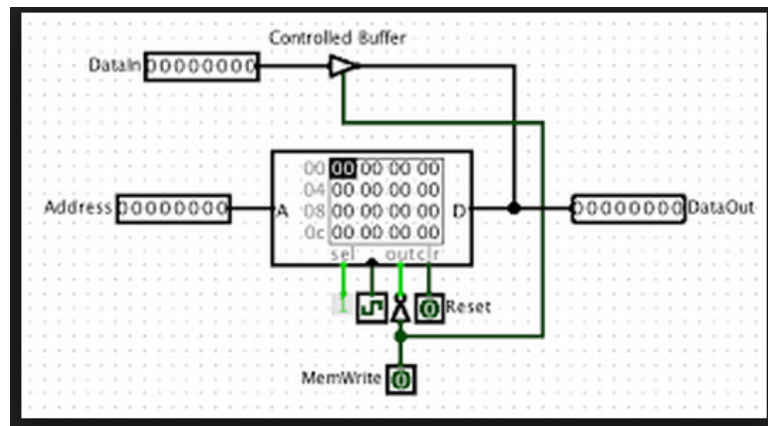 Controlled Buffer
DataIn 00000000
00 00 00 00 00
04 00 00 00 00
Address 00000000 A 08 00 00 00 00 D 00000000 DataOut
0c 00 00 00 00
sel out clr
1 0 Reset
MemWrite 0